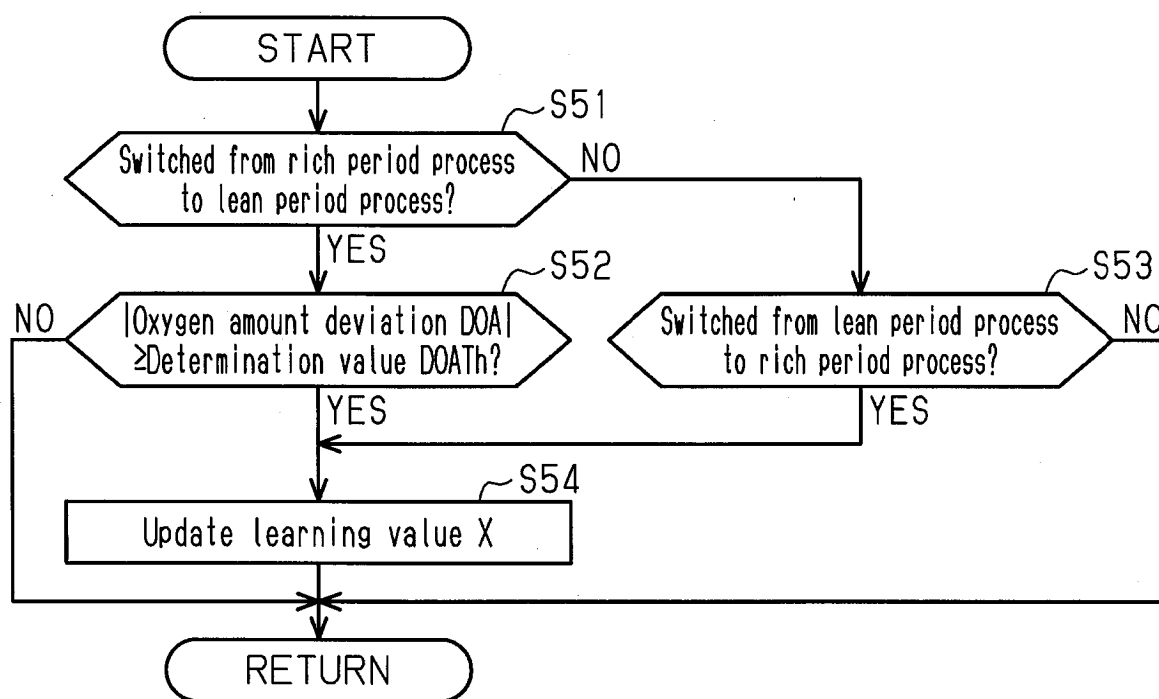 START
S51
Switched from rich period process
to lean period process?
NO
YES
S52
NO
|Oxygen amount deviation DOA|
≥Determination value DOATh?
YES
S53
Switched from lean period process
to rich period process?
NO
YES
S54
Update learning value X
RETURN